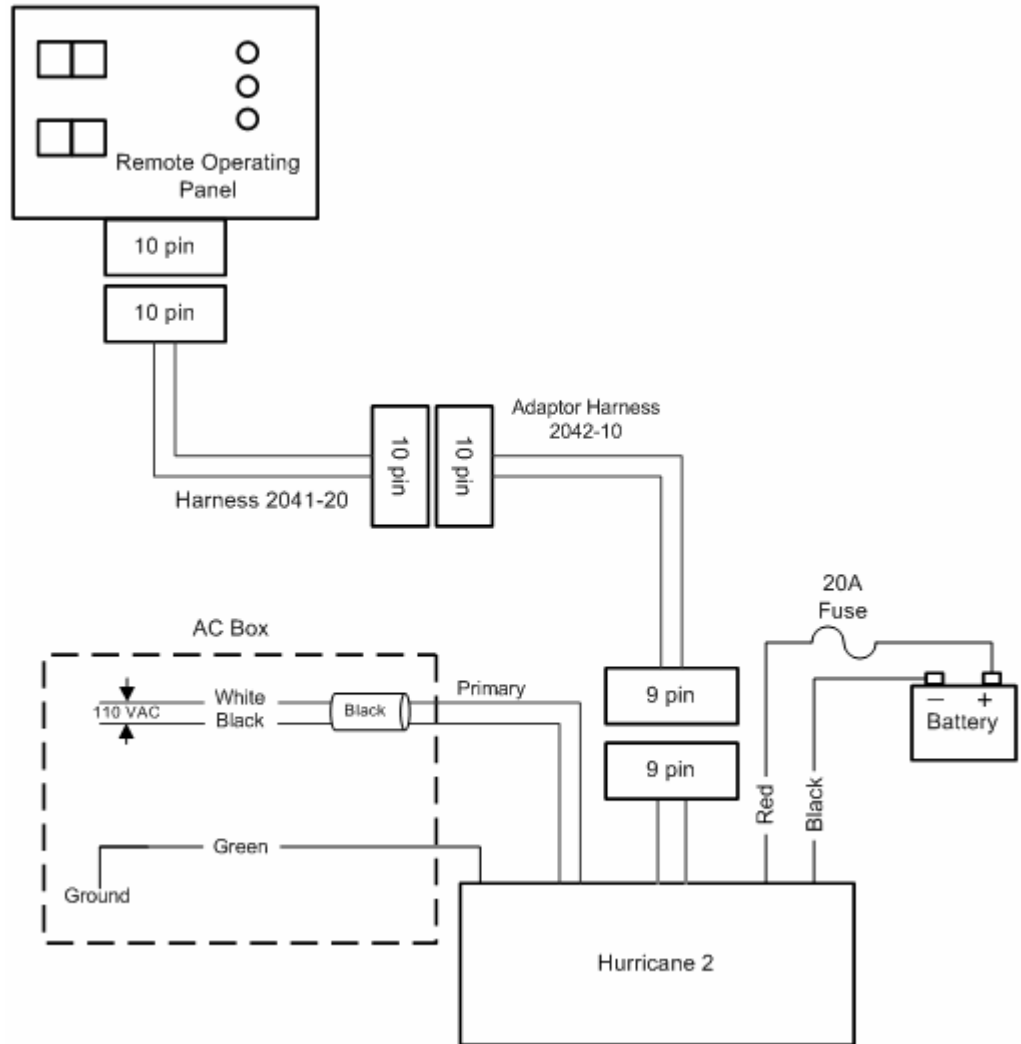 Remote Operating
Panel
10 pin
10 pin
10 pin
10 pin
Adaptor Harness
2042-10
Harness 2041-20
20A
Fuse
AC Box
110 VAC
White
Black
Black
Primary
9 pin
9 pin
— +
Battery
Red
Black
Green
Ground
Hurricane 2